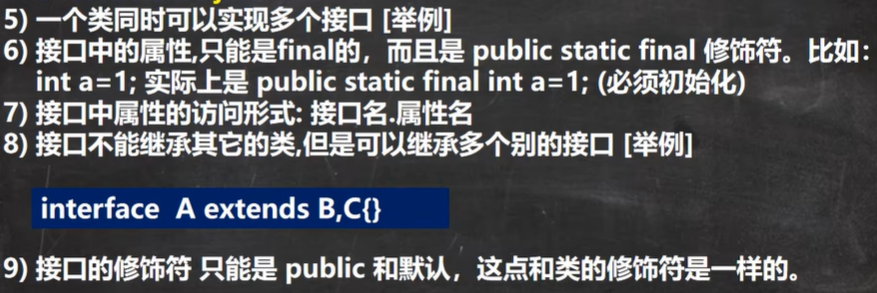 5) 一个类同时可以实现多个接口 [举例]
6) 接口中的属性,只能是final的，而且是 public static final 修饰符。比如：
int a=1; 实际上是 public static final int a=1; (必须初始化)
7) 接口中属性的访问形式: 接口名.属性名
8) 接口不能继承其它的类,但是可以继承多个别的接口 [举例]
interface A extends B,C{}
9) 接口的修饰符 只能是 public 和默认，这点和类的修饰符是一样的。